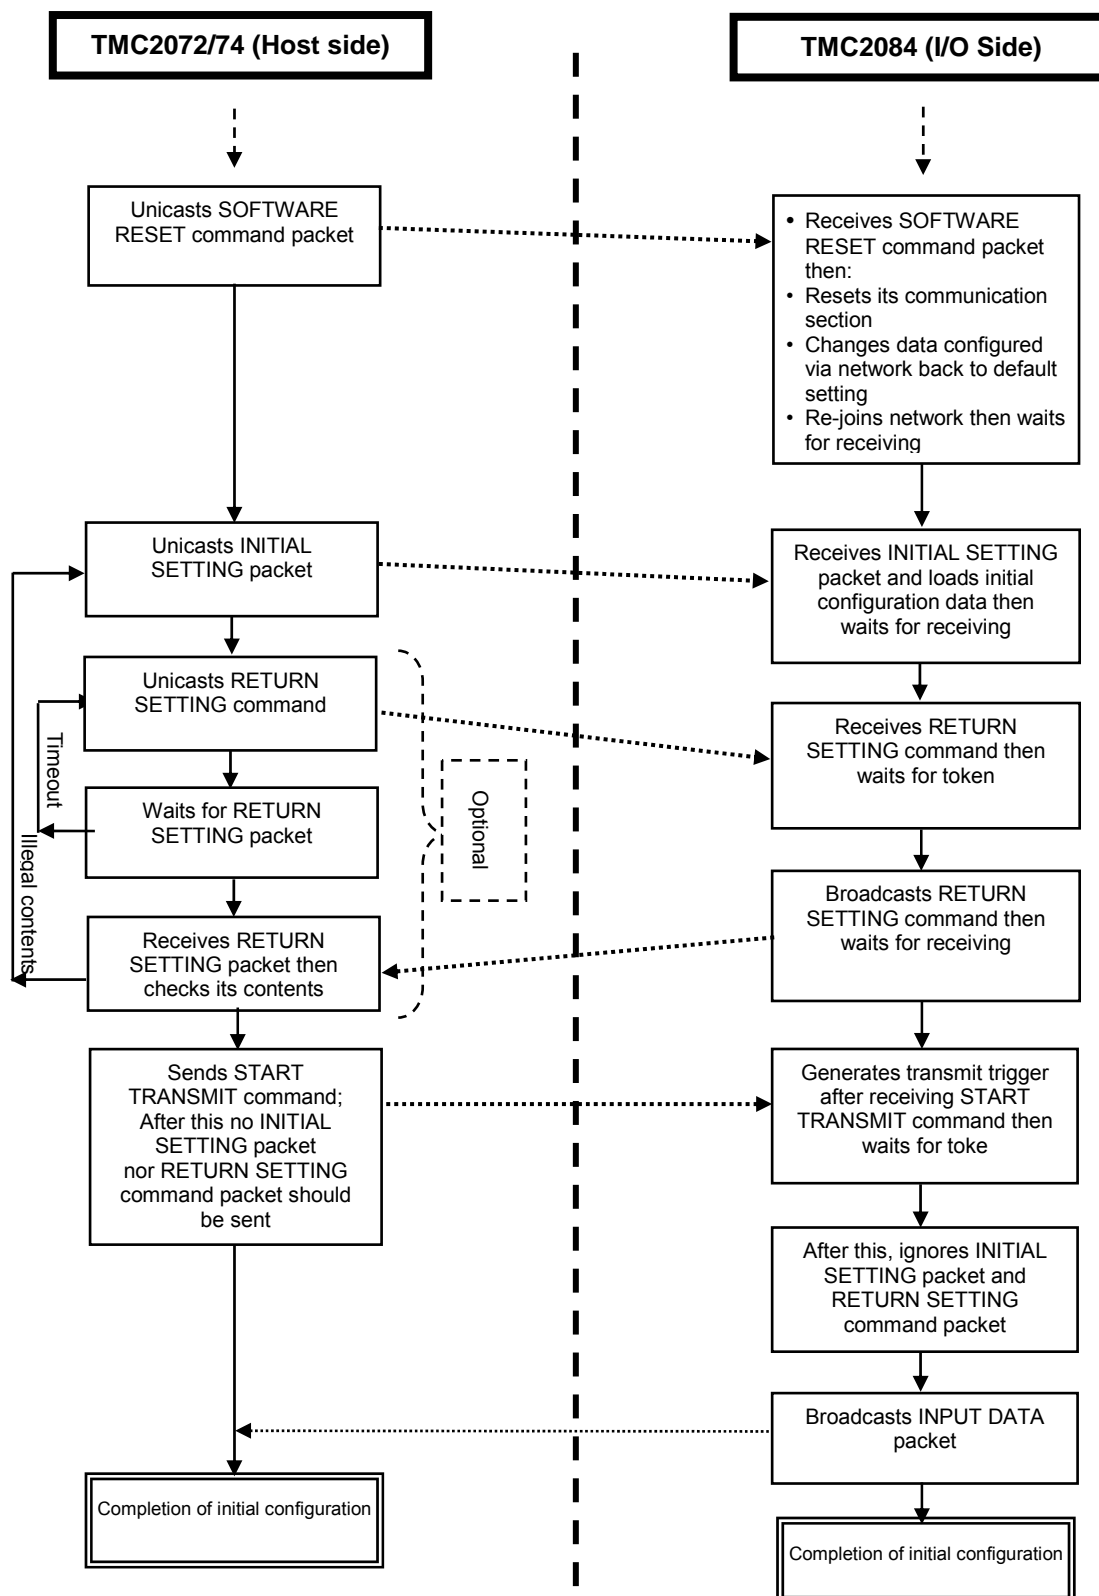 TMC2072/74 (Host side)
TMC2084 (I/O Side)
Unicasts SOFTWARE
RESET command packet
• Receives SOFTWARE
RESET command packet
then:
• Resets its communication
section
• Changes data configured
via network back to default
setting
• Re-joins network then waits
for receiving
Unicasts INITIAL
SETTING packet
Receives INITIAL SETTING
packet and loads initial
configuration data then
waits for receiving
Unicasts RETURN
SETTING command
Receives RETURN
SETTING command then
waits for token
Timeout
Waits for RETURN
SETTING packet
Optional
Illegal contents
Broadcasts RETURN
SETTING command then
waits for receiving
Receives RETURN
SETTING packet then
checks its contents
Sends START
TRANSMIT command;
After this no INITIAL
SETTING packet
nor RETURN SETTING
command packet should
be sent
Generates transmit trigger
after receiving START
TRANSMIT command then
waits for toke
After this, ignores INITIAL
SETTING packet and
RETURN SETTING
command packet
Broadcasts INPUT DATA
packet
Completion of initial configuration
Completion of initial configuration